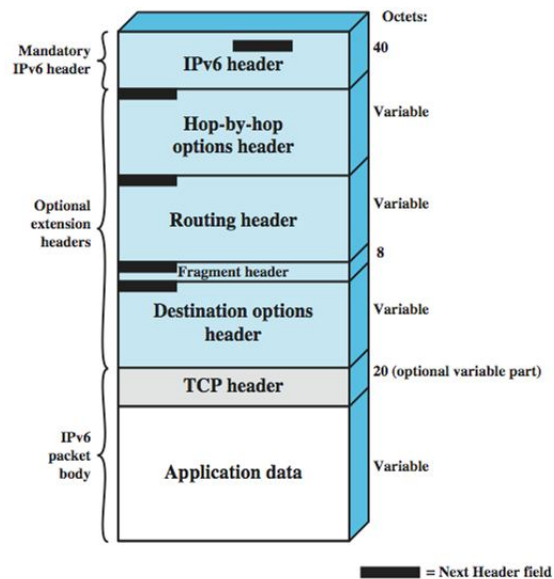 Octets:
Mandatory
IPv6 header
IPv6 header
40
Hop-by-hop
options header
Variable
Optional
extension
headers
Routing header
Variable
Fragment header
8
Destination options
header
Variable
TCP header
20 (optional variable part)
IPv6
packet
body
Application data
Variable
= Next Header field